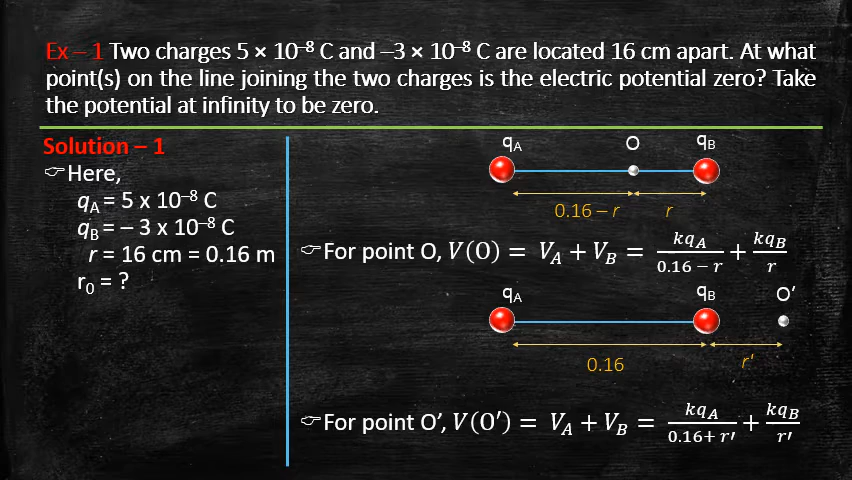 Ex – 1 Two charges 5 × 10⁻⁸ C and –3 × 10⁻⁸ C are located 16 cm apart. At what
point(s) on the line joining the two charges is the electric potential zero? Take
the potential at infinity to be zero.
Solution – 1
☞Here,
q_A = 5 x 10⁻⁸ C
q_B = – 3 x 10⁻⁸ C
r = 16 cm = 0.16 m
r₀ = ?
q_A O q_B
0.16 – r r
☞For point O, V(O) = V_A + V_B = kq_A/(0.16 – r) + kq_B/r
q_A q_B O′
0.16 r′
☞For point O′, V(O′) = V_A + V_B = kq_A/(0.16+ r′) + kq_B/r′